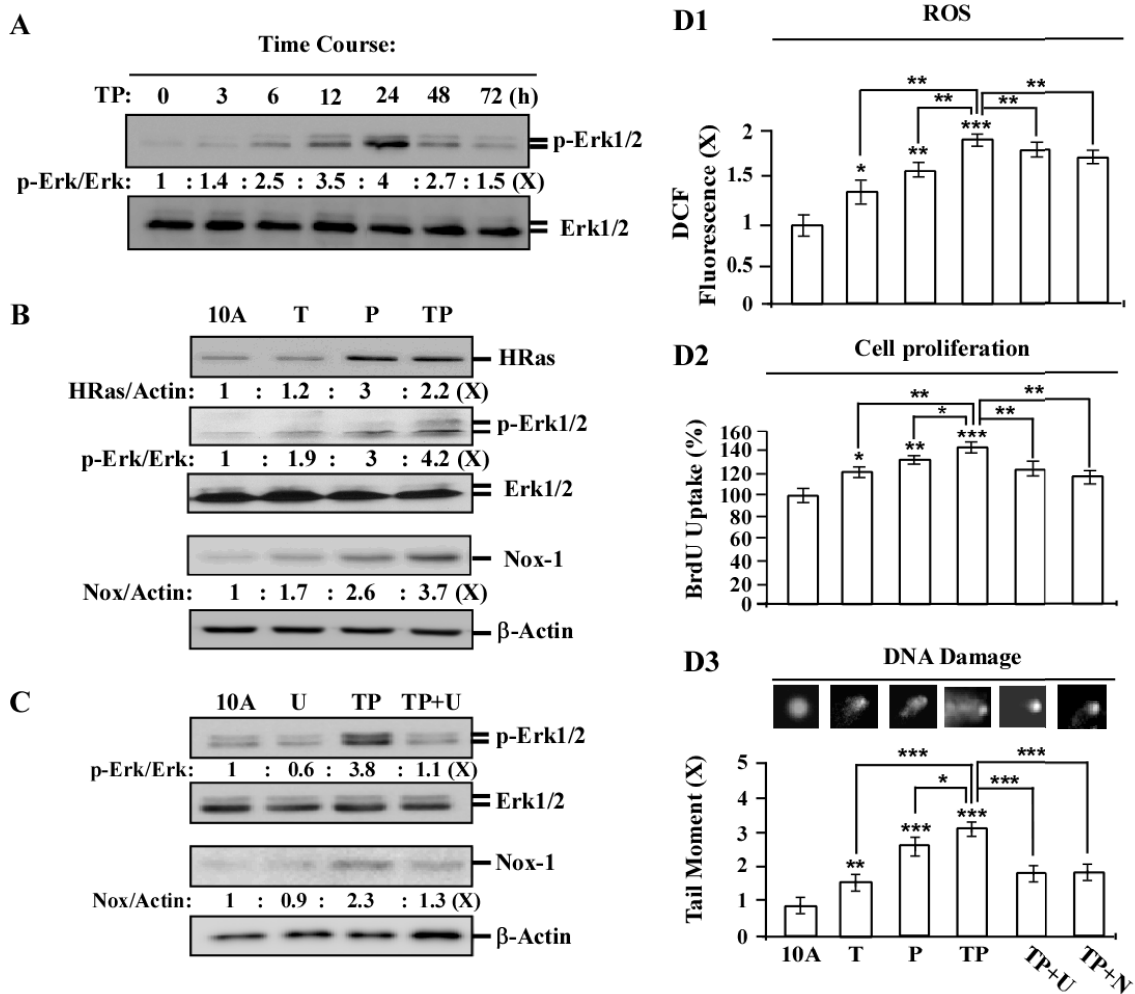 A
Time Course:
TP: 0 3 6 12 24 48 72 (h)
p-Erk1/2
p-Erk/Erk: 1 : 1.4 : 2.5 : 3.5 : 4 : 2.7 : 1.5 (X)
Erk1/2
B
10A T P TP
HRas
HRas/Actin: 1 : 1.2 : 3 : 2.2 (X)
p-Erk1/2
p-Erk/Erk: 1 : 1.9 : 3 : 4.2 (X)
Erk1/2
Nox-1
Nox/Actin: 1 : 1.7 : 2.6 : 3.7 (X)
β-Actin
C
10A U TP TP+U
p-Erk1/2
p-Erk/Erk: 1 : 0.6 : 3.8 : 1.1 (X)
Erk1/2
Nox-1
Nox/Actin: 1 : 0.9 : 2.3 : 1.3 (X)
β-Actin
D1
ROS
DCF
Fluorescence (X)
2
1.5
1
0.5
0
** **
** **
* ** ***
D2
Cell proliferation
BrdU Uptake (%)
160
140
120
100
80
60
40
20
0
** **
* **
* ** ***
D3
DNA Damage
Tail Moment (X)
5
4
3
2
1
0
*** ***
* ***
** *** ***
10A T P TP TP+U TP+N